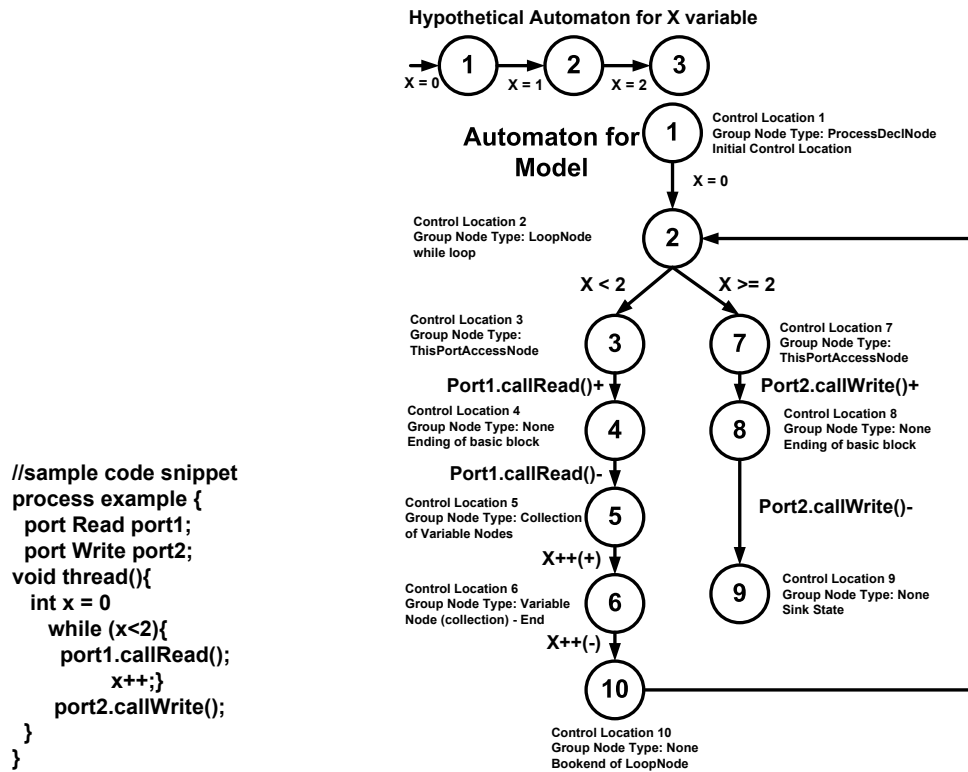 Hypothetical Automaton for X variable
1
2
3
X = 0
X = 1
X = 2
Automaton for
Model
1
Control Location 1
Group Node Type: ProcessDeclNode
Initial Control Location
X = 0
Control Location 2
Group Node Type: LoopNode
while loop
2
X < 2
X >= 2
Control Location 3
Group Node Type:
ThisPortAccessNode
3
7
Control Location 7
Group Node Type:
ThisPortAccessNode
Port1.callRead()+
Port2.callWrite()+
Control Location 4
Group Node Type: None
Ending of basic block
4
8
Control Location 8
Group Node Type: None
Ending of basic block
Port1.callRead()-
Port2.callWrite()-
Control Location 5
Group Node Type: Collection
of Variable Nodes
5
X++(+)
Control Location 6
Group Node Type: Variable
Node (collection) - End
6
9
Control Location 9
Group Node Type: None
Sink State
X++(-)
10
Control Location 10
Group Node Type: None
Bookend of LoopNode
//sample code snippet
process example {
port Read port1;
port Write port2;
void thread(){
int x = 0
while (x<2){
port1.callRead();
x++;}
port2.callWrite();
}
}